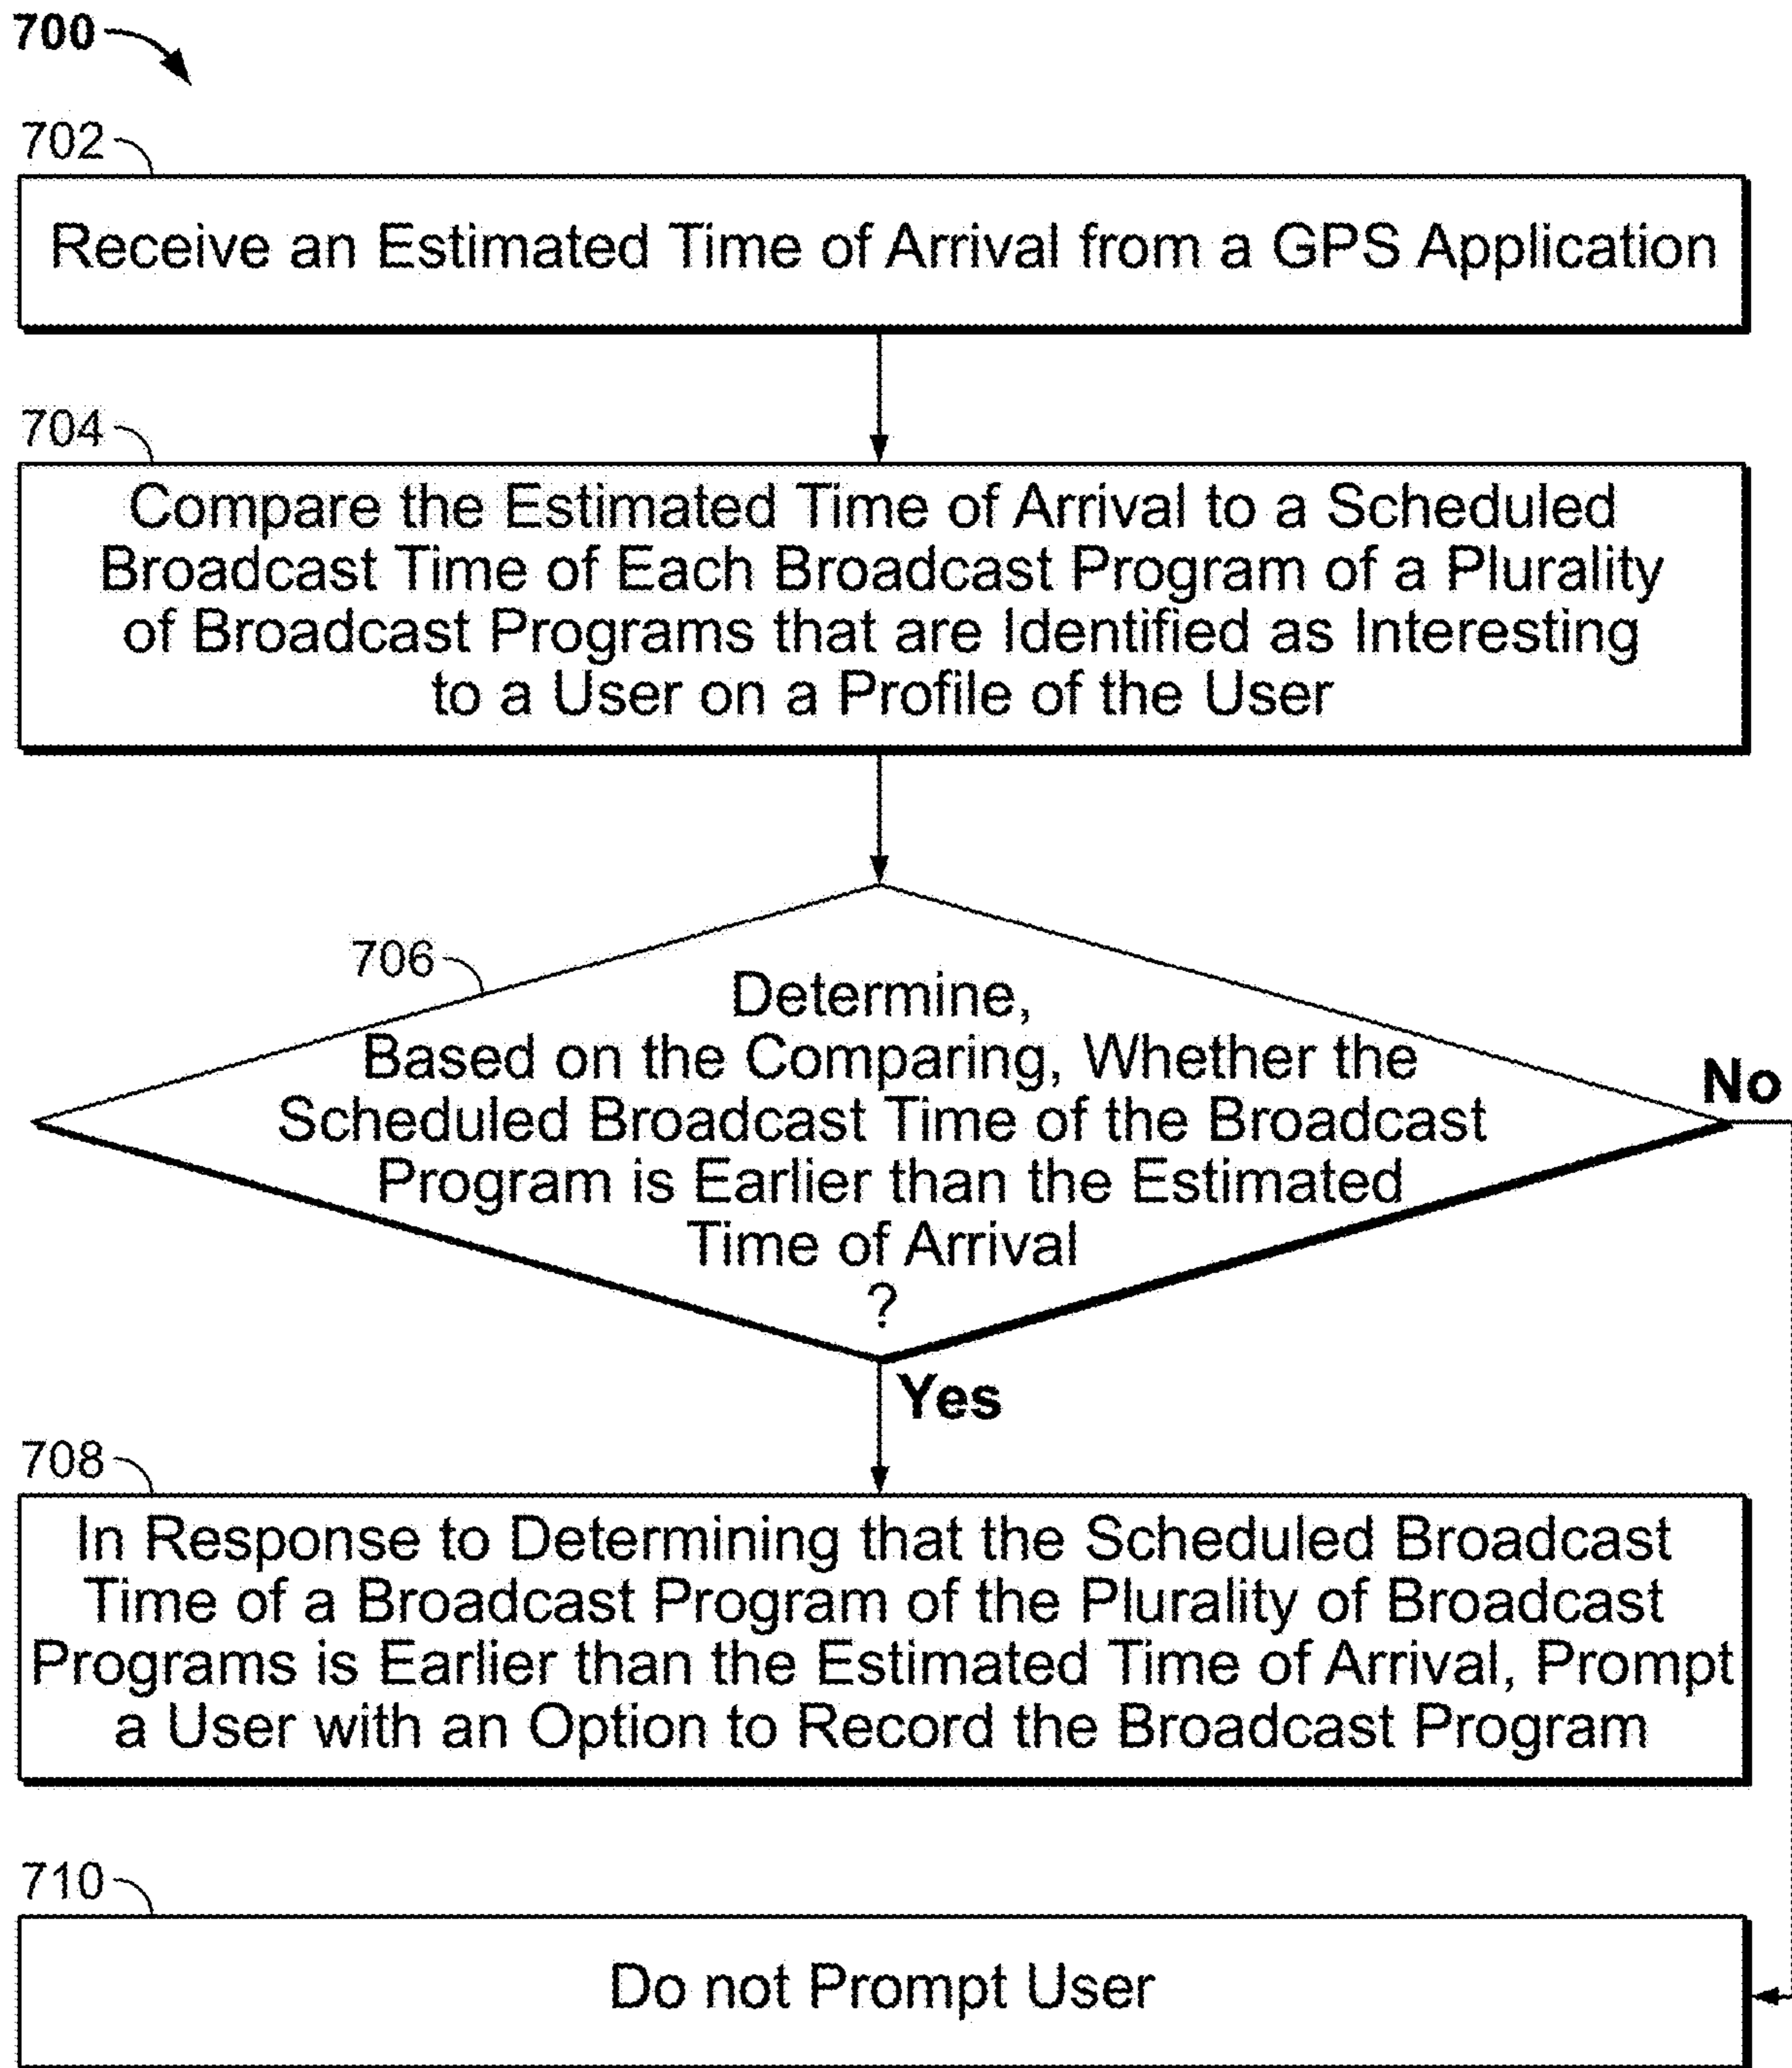 700
702
Receive an Estimated Time of Arrival from a GPS Application
704
Compare the Estimated Time of Arrival to a Scheduled
Broadcast Time of Each Broadcast Program of a Plurality
of Broadcast Programs that are Identified as Interesting
to a User on a Profile of the User
706
Determine,
Based on the Comparing, Whether the
Scheduled Broadcast Time of the Broadcast
Program is Earlier than the Estimated
Time of Arrival
?
No
Yes
708
In Response to Determining that the Scheduled Broadcast
Time of a Broadcast Program of the Plurality of Broadcast
Programs is Earlier than the Estimated Time of Arrival, Prompt
a User with an Option to Record the Broadcast Program
710
Do not Prompt User